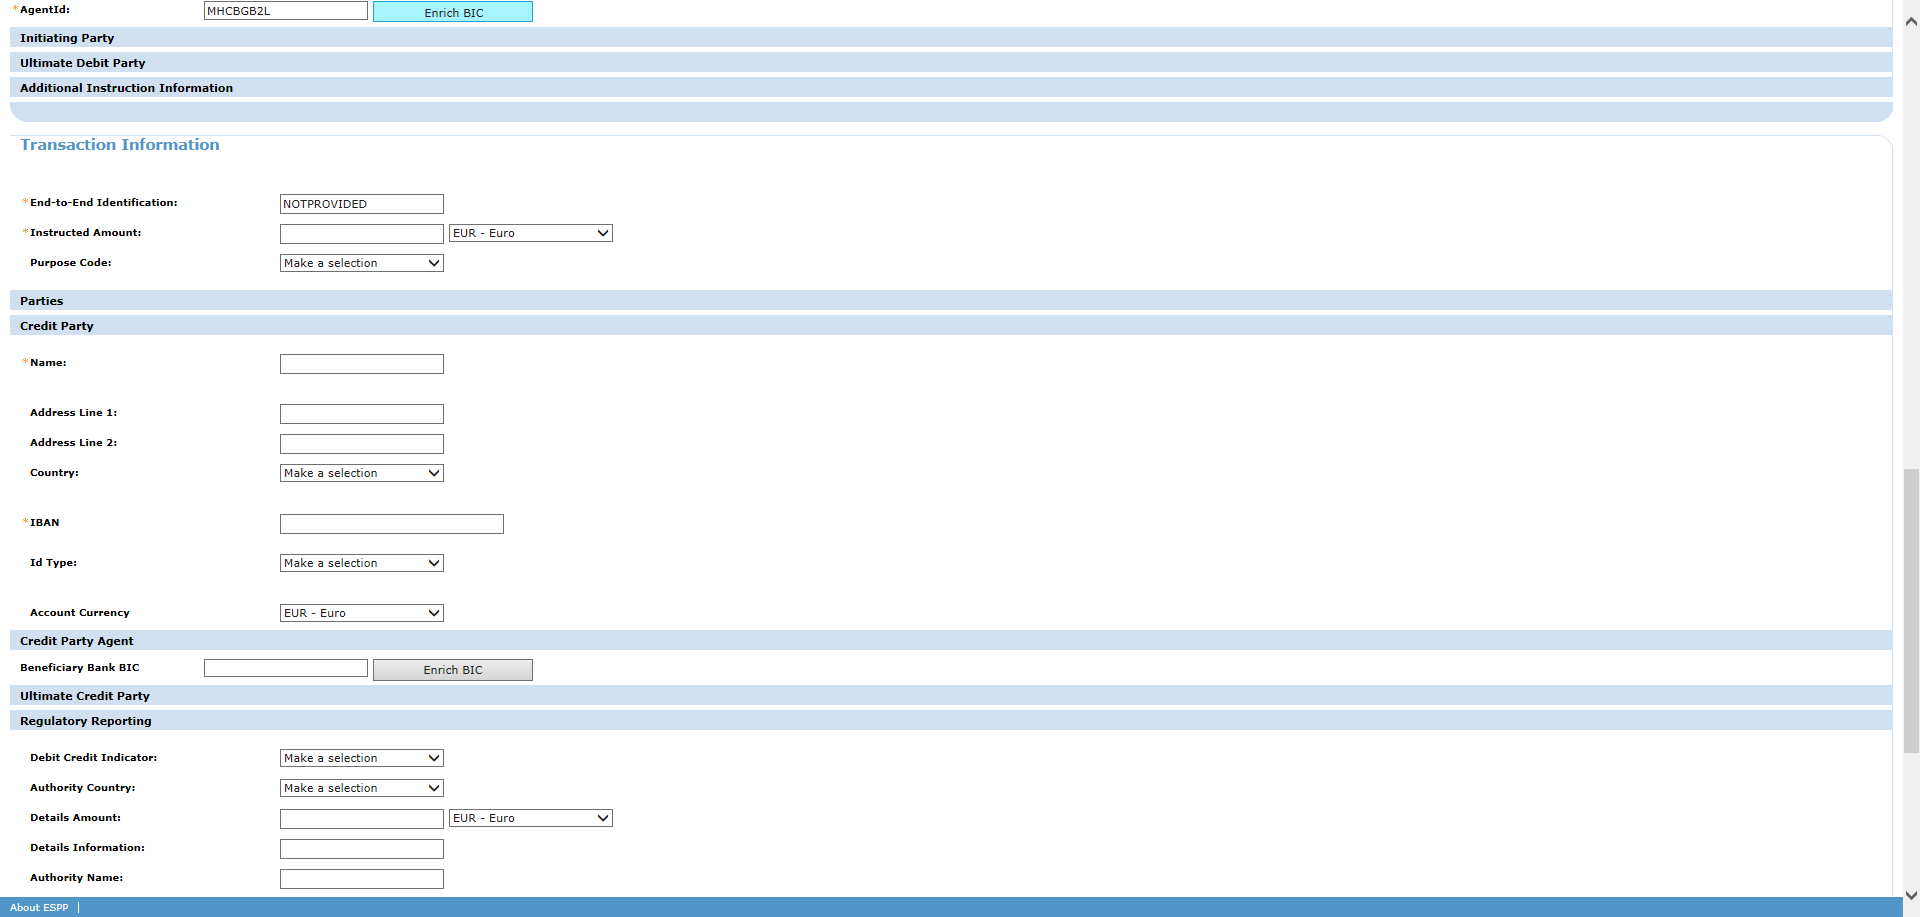 *AgentId: MHCBGB2L Enrich BIC
Initiating Party
Ultimate Debit Party
Additional Instruction Information
Transaction Information
*End-to-End Identification: NOTPROVIDED
*Instructed Amount: EUR - Euro
Purpose Code: Make a selection
Parties
Credit Party
*Name:
Address Line 1:
Address Line 2:
Country: Make a selection
*IBAN
Id Type: Make a selection
Account Currency EUR - Euro
Credit Party Agent
Beneficiary Bank BIC Enrich BIC
Ultimate Credit Party
Regulatory Reporting
Debit Credit Indicator: Make a selection
Authority Country: Make a selection
Details Amount: EUR - Euro
Details Information:
Authority Name:
About ESPP |